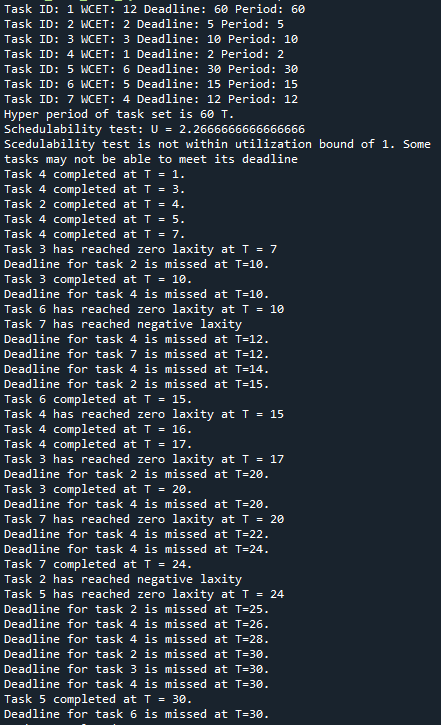 Task ID: 1 WCET: 12 Deadline: 60 Period: 60
Task ID: 2 WCET: 2 Deadline: 5 Period: 5
Task ID: 3 WCET: 3 Deadline: 10 Period: 10
Task ID: 4 WCET: 1 Deadline: 2 Period: 2
Task ID: 5 WCET: 6 Deadline: 30 Period: 30
Task ID: 6 WCET: 5 Deadline: 15 Period: 15
Task ID: 7 WCET: 4 Deadline: 12 Period: 12
Hyper period of task set is 60 T.
Schedulability test: U = 2.2666666666666666
Scedulability test is not within utilization bound of 1. Some
tasks may not be able to meet its deadline
Task 4 completed at T = 1.
Task 4 completed at T = 3.
Task 2 completed at T = 4.
Task 4 completed at T = 5.
Task 4 completed at T = 7.
Task 3 has reached zero laxity at T = 7
Deadline for task 2 is missed at T=10.
Task 3 completed at T = 10.
Deadline for task 4 is missed at T=10.
Task 6 has reached zero laxity at T = 10
Task 7 has reached negative laxity
Deadline for task 4 is missed at T=12.
Deadline for task 7 is missed at T=12.
Deadline for task 4 is missed at T=14.
Deadline for task 2 is missed at T=15.
Task 6 completed at T = 15.
Task 4 has reached zero laxity at T = 15
Task 4 completed at T = 16.
Task 4 completed at T = 17.
Task 3 has reached zero laxity at T = 17
Deadline for task 2 is missed at T=20.
Task 3 completed at T = 20.
Deadline for task 4 is missed at T=20.
Task 7 has reached zero laxity at T = 20
Deadline for task 4 is missed at T=22.
Deadline for task 4 is missed at T=24.
Task 7 completed at T = 24.
Task 2 has reached negative laxity
Task 5 has reached zero laxity at T = 24
Deadline for task 2 is missed at T=25.
Deadline for task 4 is missed at T=26.
Deadline for task 4 is missed at T=28.
Deadline for task 2 is missed at T=30.
Deadline for task 3 is missed at T=30.
Deadline for task 4 is missed at T=30.
Task 5 completed at T = 30.
Deadline for task 6 is missed at T=30.